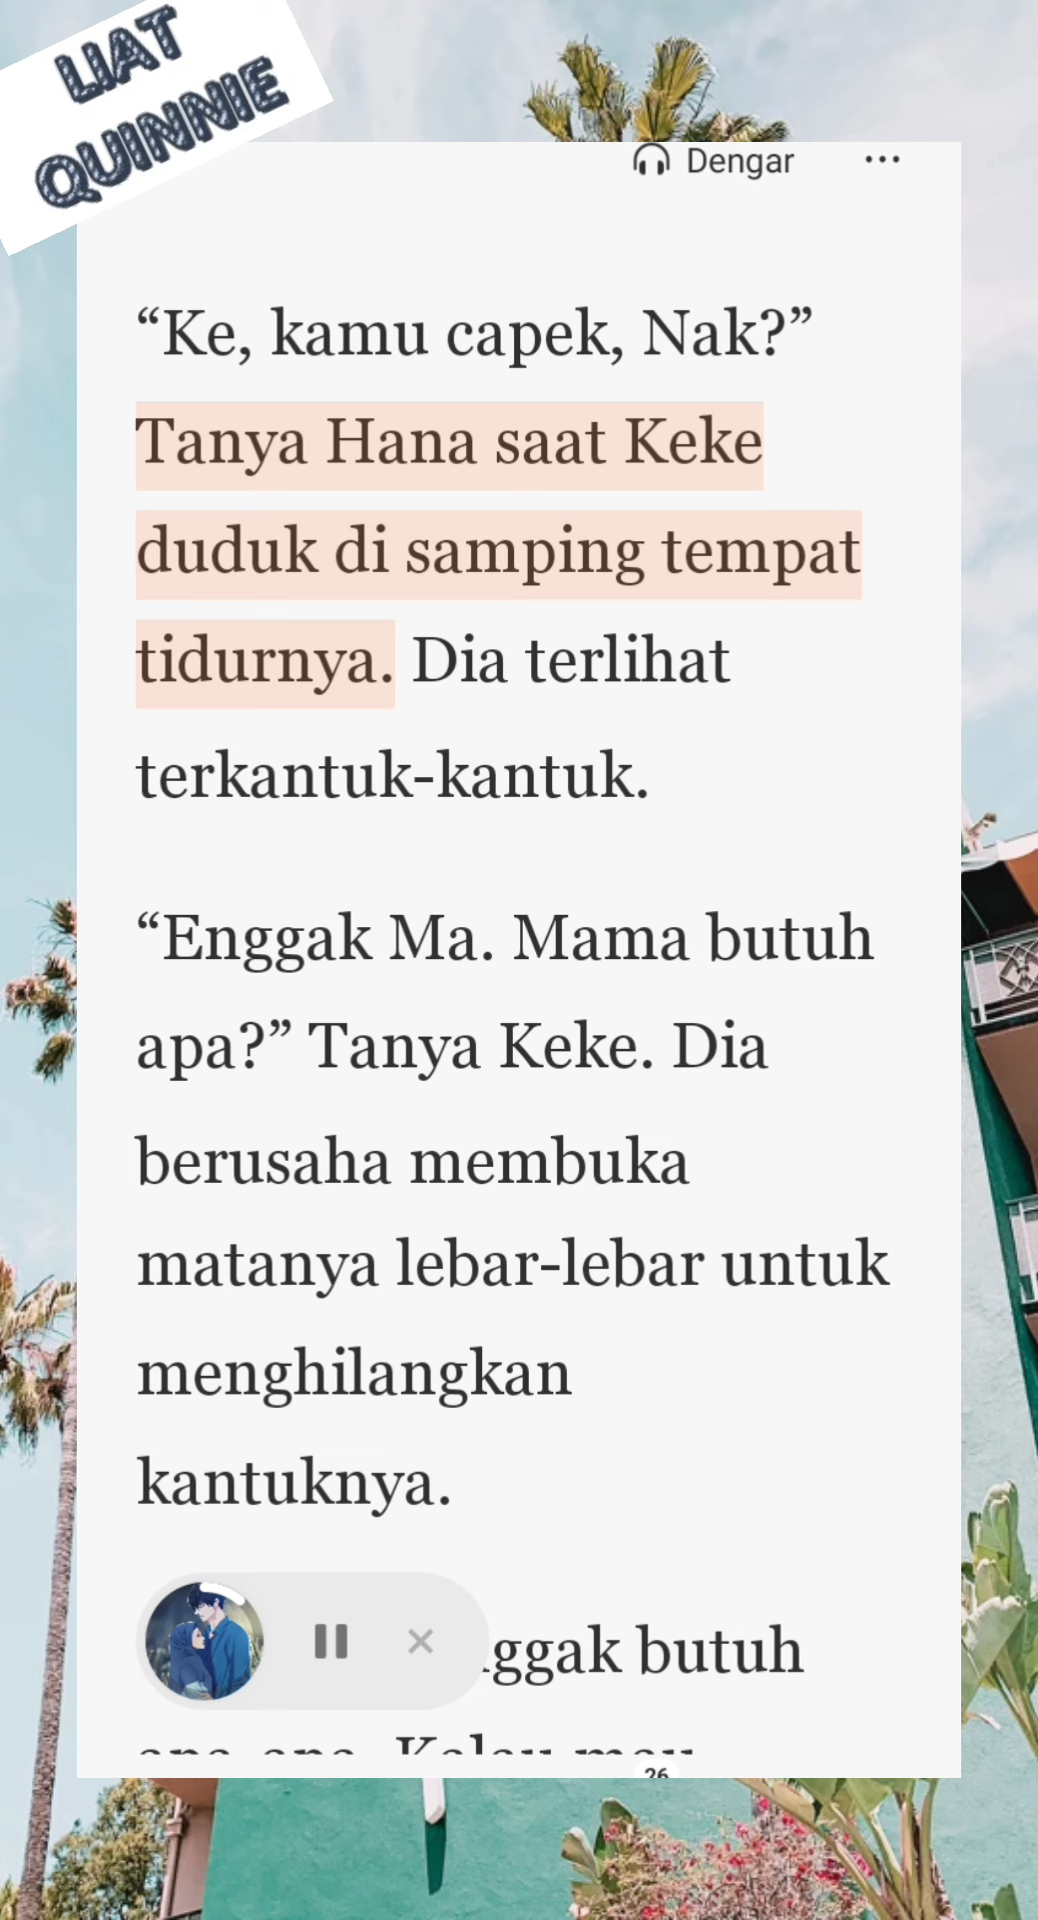 LIAT
QUINNIE
Dengar
“Ke, kamu capek, Nak?”
Tanya Hana saat Keke
duduk di samping tempat
tidurnya. Dia terlihat
terkantuk-kantuk.
“Enggak Ma. Mama butuh
apa?” Tanya Keke. Dia
berusaha membuka
matanya lebar-lebar untuk
menghilangkan
kantuknya.
butuh
26